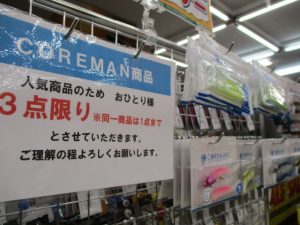 COREMAN商品
人気商品のため　おひとり様
3点限り※同一商品は1点まで
とさせていただきます。
ご理解の程よろしくお願いします。
COREMAN